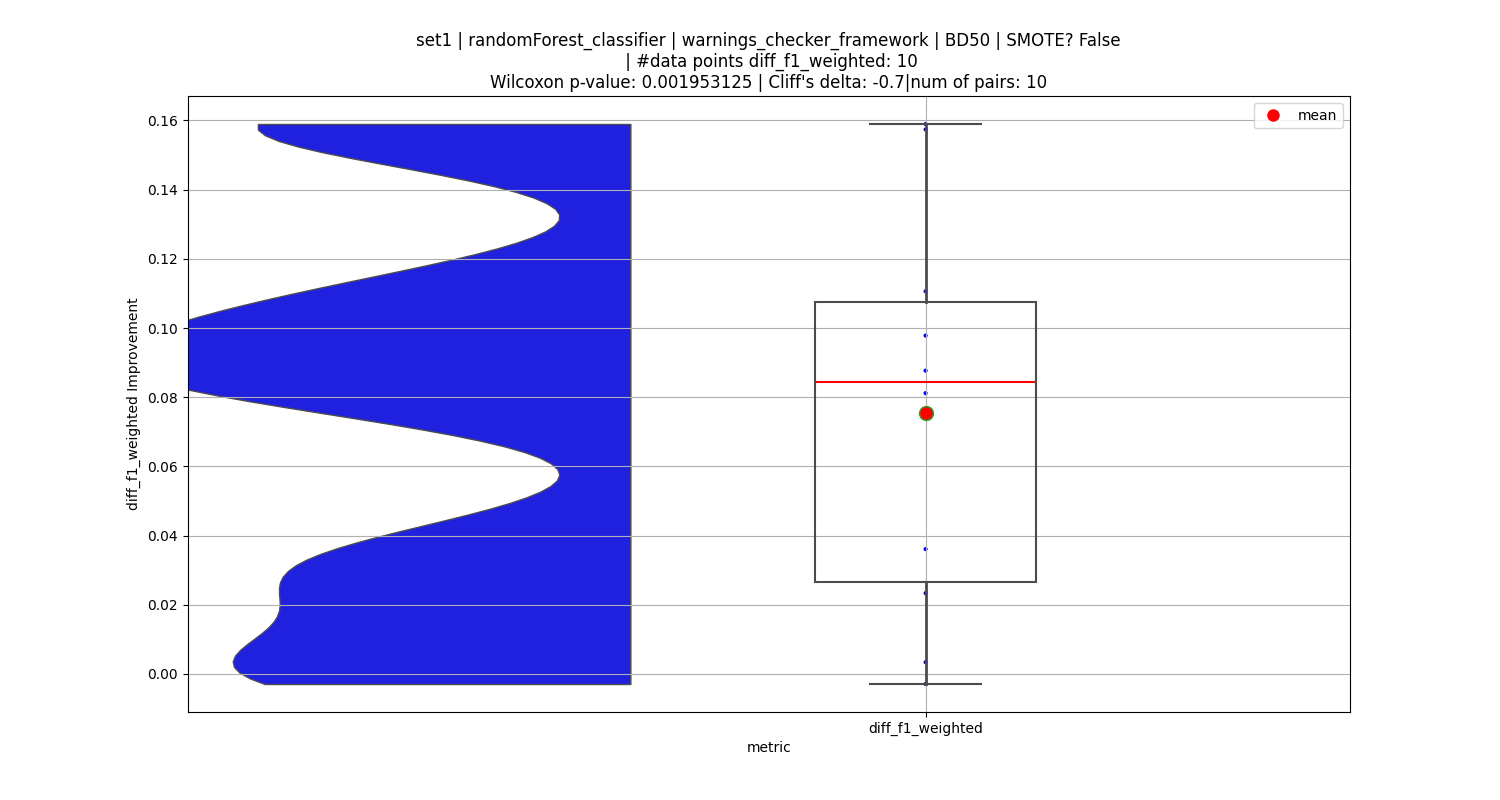 set1 | randomForest_classifier | warnings_checker_framework | BD50 | SMOTE? False
| #data points diff_f1_weighted: 10
Wilcoxon p-value: 0.001953125 | Cliff's delta: -0.7|num of pairs: 10
mean
0.16
0.14
0.12
0.10
0.08
0.06
0.04
0.02
0.00
diff_f1_weighted Improvement
diff_f1_weighted
metric